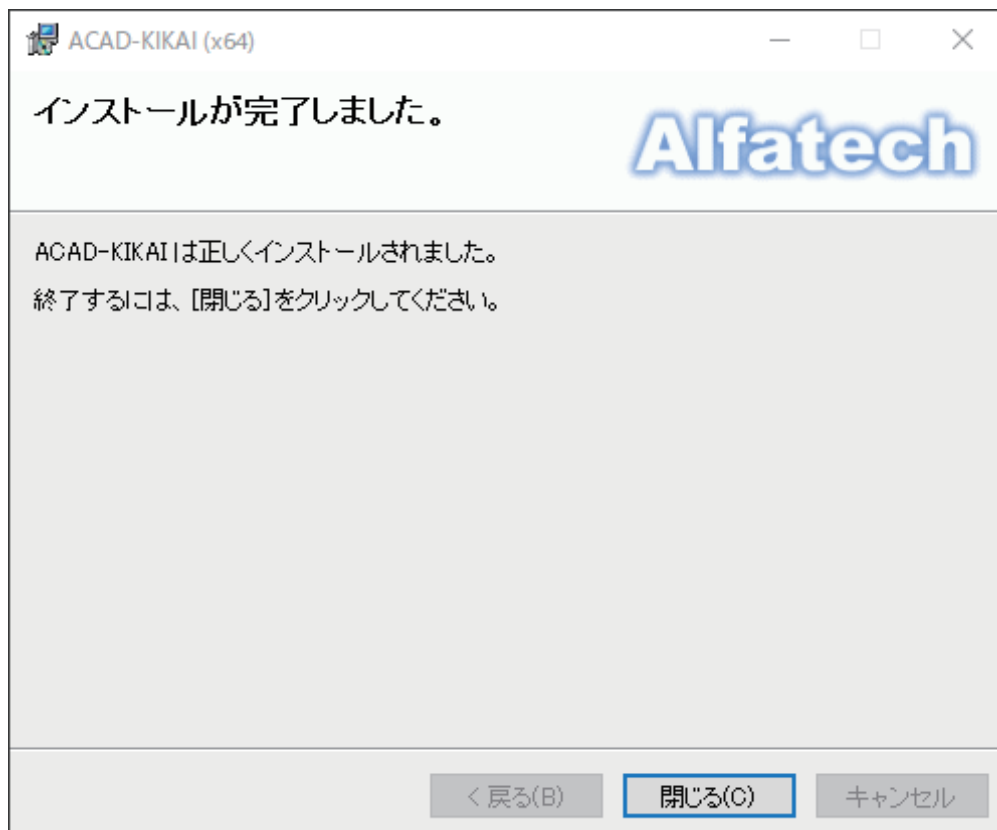 ACAD-KIKAI (x64)
インストールが完了しました。
Alfatech
ACAD-KIKAIは正しくインストールされました。
終了するには、[閉じる]をクリックしてください。
< 戻る(B)
閉じる(C)
キャンセル